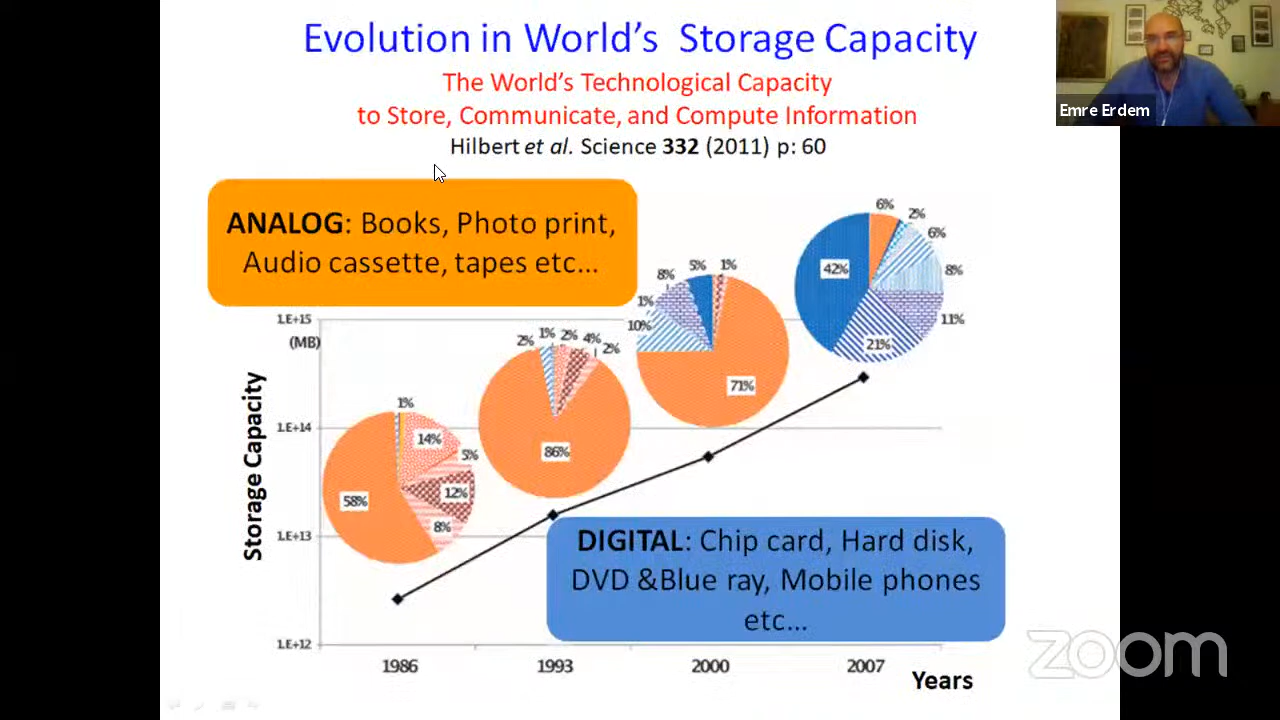 Evolution in World's Storage Capacity
The World's Technological Capacity
to Store, Communicate, and Compute Information
Hilbert et al. Science 332 (2011) p: 60
Emre Erdem
ANALOG: Books, Photo print,
Audio cassette, tapes etc...
6%
2%
6%
8%
11%
21%
42%
5%
1%
8%
1%
10%
71%
2%
1%
2%
4%
2%
86%
1%
14%
5%
12%
8%
58%
1.E+15
(MB)
1.E+14
1.E+13
1.E+12
Storage Capacity
DIGITAL: Chip card, Hard disk,
DVD &Blue ray, Mobile phones
etc...
1986 1993 2000 2007
Years
zoom